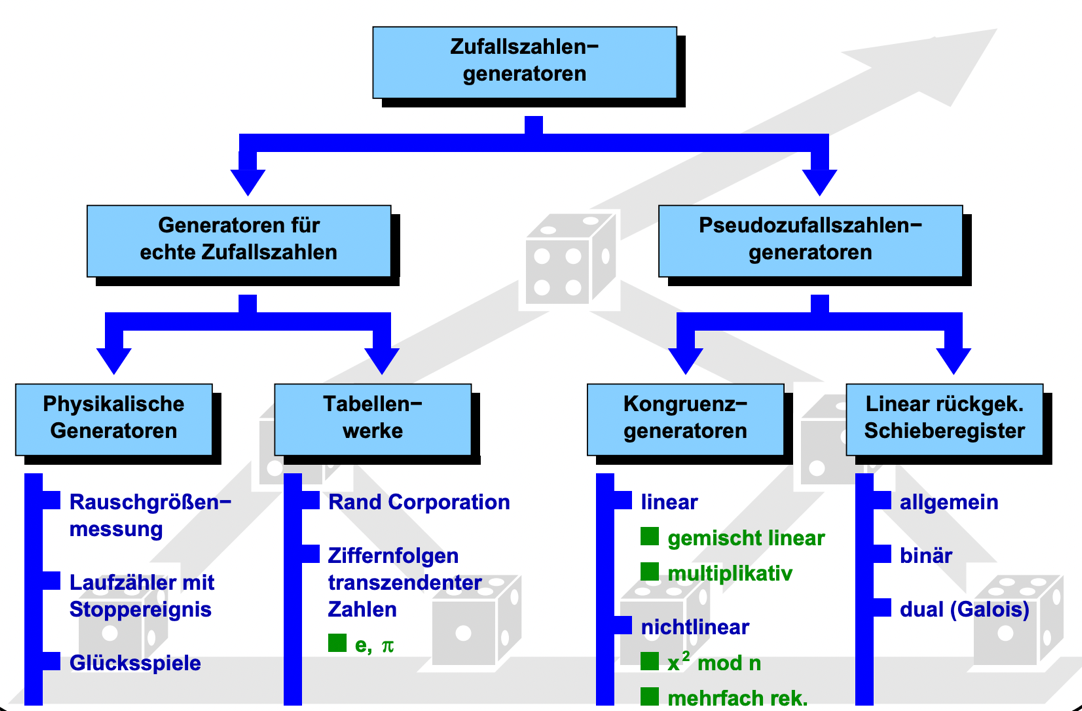 Zufallszahlen−
generatoren
Generatoren für
echte Zufallszahlen
Pseudozufallszahlen−
generatoren
Physikalische
Generatoren
Rauschgrößen−
messung
Laufzähler mit
Stoppereignis
Glücksspiele
Tabellen−
werke
Rand Corporation
Ziffernfolgen
transzendenter
Zahlen
e, π
Kongruenz−
generatoren
linear
gemischt linear
multiplikativ
nichtlinear
x² mod n
mehrfach rek.
Linear rückgek.
Schieberegister
allgemein
binär
dual (Galois)